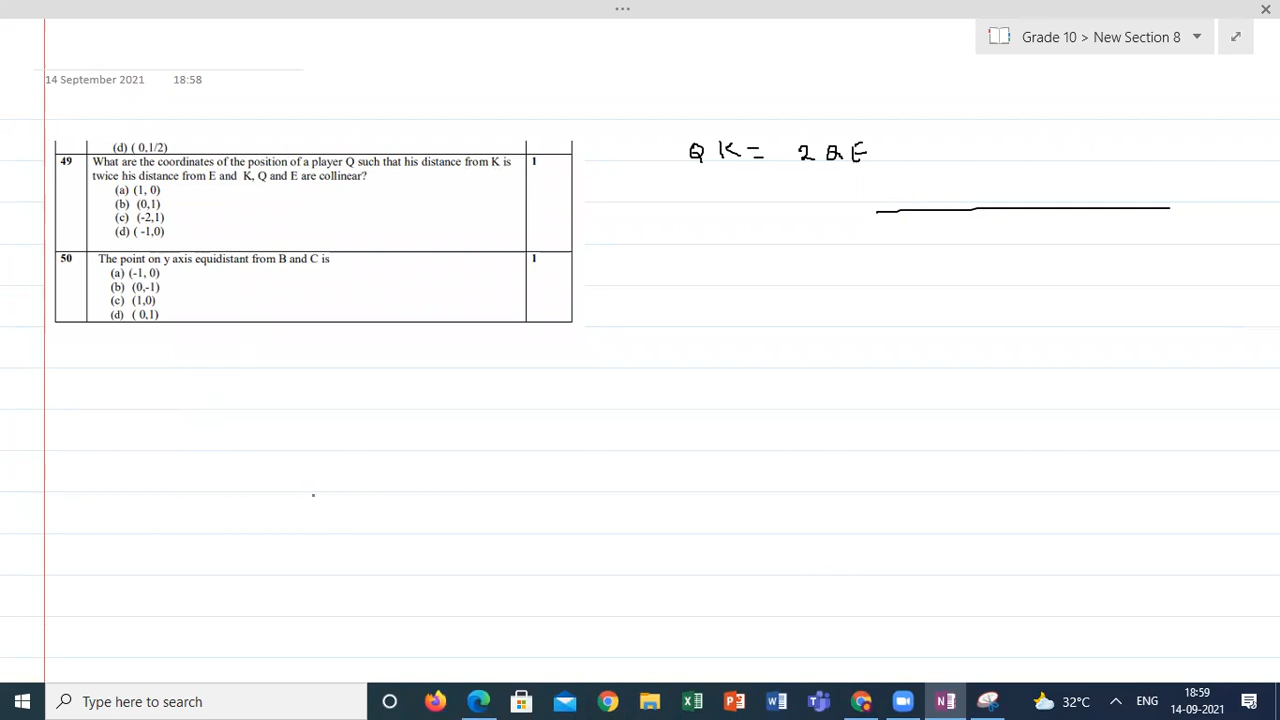 Grade 10 > New Section 8
14 September 2021 18:58
(d) ( 0,1/2)
49 What are the coordinates of the position of a player Q such that his distance from K is 1
twice his distance from E and K, Q and E are collinear?
(a) (1, 0)
(b) (0,1)
(c) (-2,1)
(d) ( -1,0)
50 The point on y axis equidistant from B and C is 1
(a) (-1, 0)
(b) (0,-1)
(c) (1,0)
(d) ( 0,1)
Q K = 2 Q E
Type here to search
32°C
ENG
18:59
14-09-2021